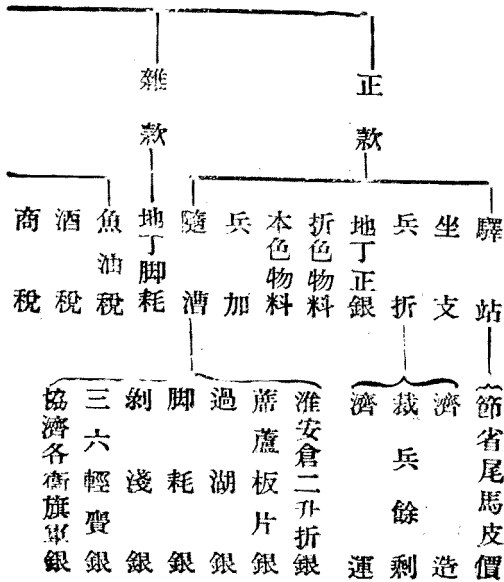 正款
雜款
驛站
坐支
兵折
地丁正銀
折色物料
本色物料
兵加
隨漕
地丁脚耗
魚油稅
酒稅
商稅
節省尾馬皮價
濟造
裁兵餘剩
濟運
淮安倉二升折銀
蓆蘆板片銀
過湖銀
脚耗銀
剝淺銀
三六輕賫銀
協濟各衛旗軍銀